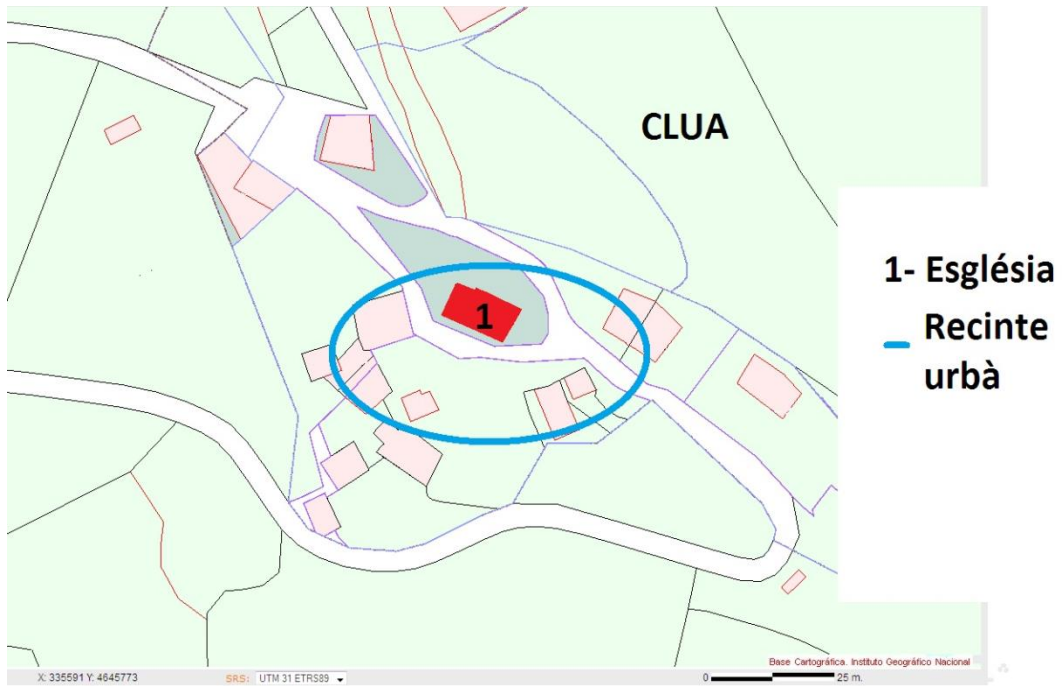 CLUA
1- Església
Recinte
urbà
1
Base Cartográfica. Instituto Geográfico Nacional
X: 335591 Y: 4645773
SRS: UTM 31 ETRS89
0 25 m.